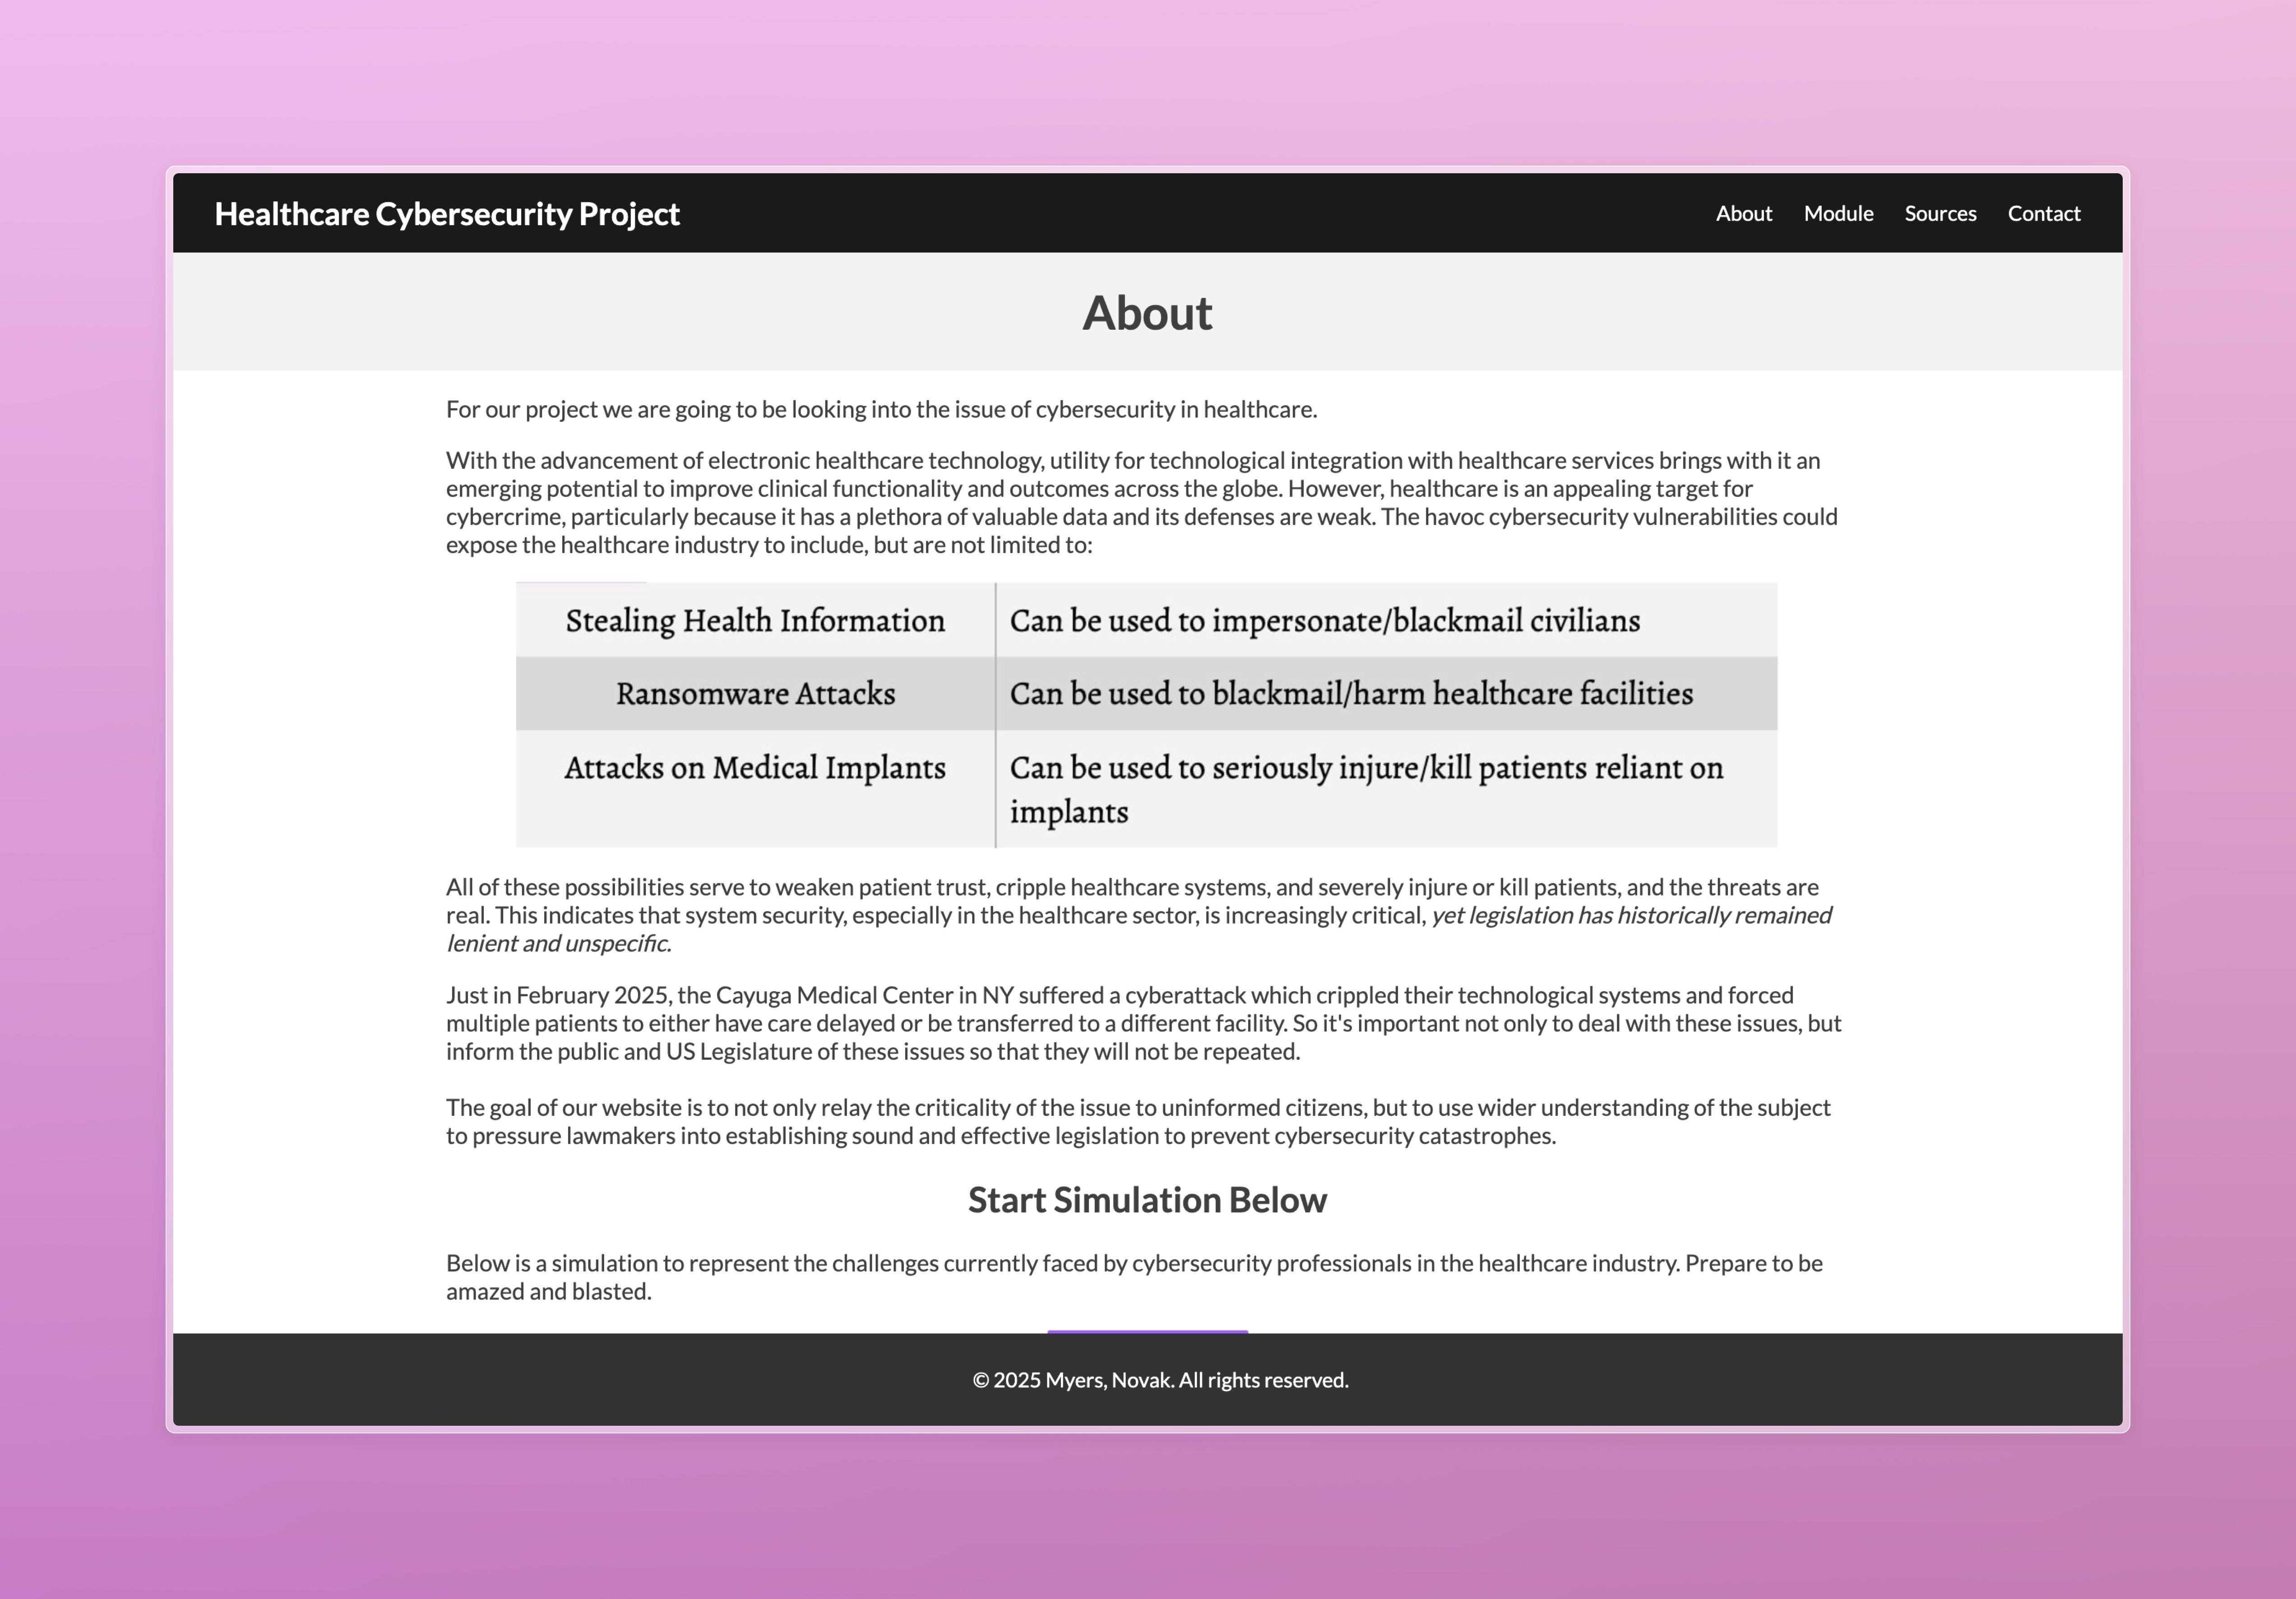 Healthcare Cybersecurity Project
About Module Sources Contact
About
For our project we are going to be looking into the issue of cybersecurity in healthcare.
With the advancement of electronic healthcare technology, utility for technological integration with healthcare services brings with it an
emerging potential to improve clinical functionality and outcomes across the globe. However, healthcare is an appealing target for
cybercrime, particularly because it has a plethora of valuable data and its defenses are weak. The havoc cybersecurity vulnerabilities could
expose the healthcare industry to include, but are not limited to:
Stealing Health Information Can be used to impersonate/blackmail civilians
Ransomware Attacks Can be used to blackmail/harm healthcare facilities
Attacks on Medical Implants Can be used to seriously injure/kill patients reliant on
implants
All of these possibilities serve to weaken patient trust, cripple healthcare systems, and severely injure or kill patients, and the threats are
real. This indicates that system security, especially in the healthcare sector, is increasingly critical, yet legislation has historically remained
lenient and unspecific.
Just in February 2025, the Cayuga Medical Center in NY suffered a cyberattack which crippled their technological systems and forced
multiple patients to either have care delayed or be transferred to a different facility. So it's important not only to deal with these issues, but
inform the public and US Legislature of these issues so that they will not be repeated.
The goal of our website is to not only relay the criticality of the issue to uninformed citizens, but to use wider understanding of the subject
to pressure lawmakers into establishing sound and effective legislation to prevent cybersecurity catastrophes.
Start Simulation Below
Below is a simulation to represent the challenges currently faced by cybersecurity professionals in the healthcare industry. Prepare to be
amazed and blasted.
© 2025 Myers, Novak. All rights reserved.